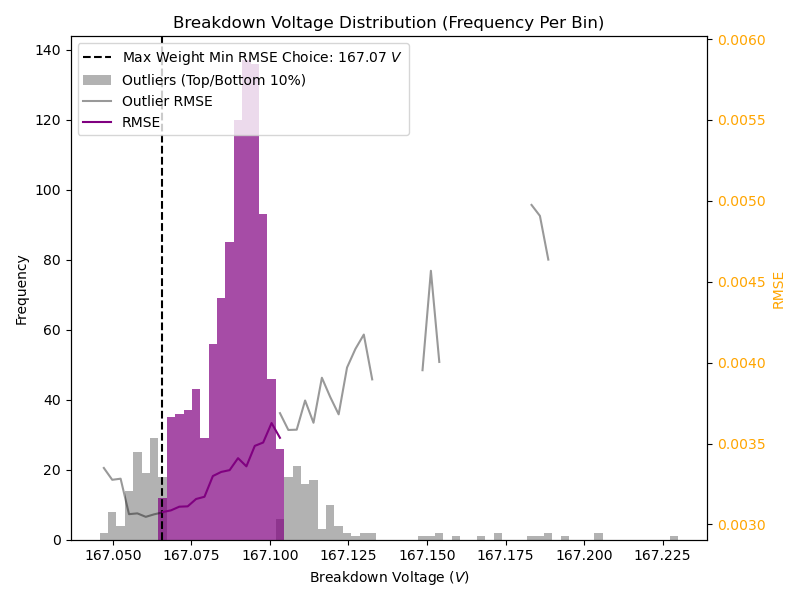 Breakdown Voltage Distribution (Frequency Per Bin)
Max Weight Min RMSE Choice: 167.07 V
Outliers (Top/Bottom 10%)
Outlier RMSE
RMSE
140
120
100
80
60
40
20
0
Frequency
0.0060
0.0055
0.0050
0.0045
0.0040
0.0035
0.0030
RMSE
167.050
167.075
167.100
167.125
167.150
167.175
167.200
167.225
Breakdown Voltage (V)